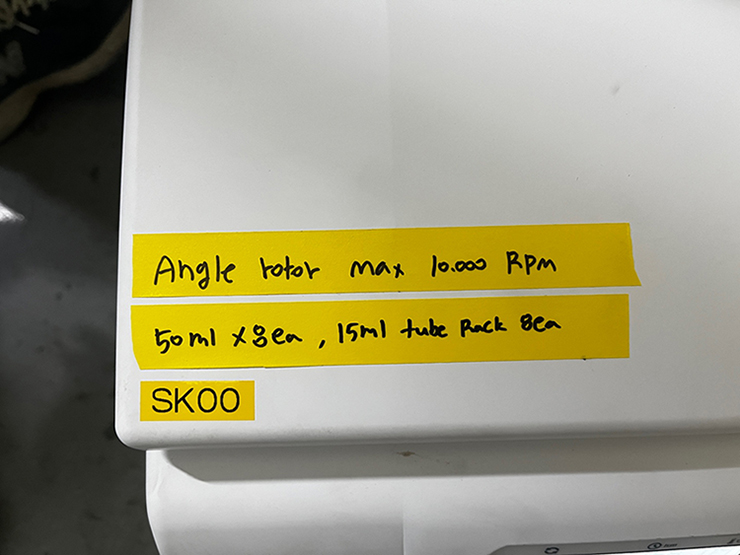 Angle rotor max 10.000 RPM
50ml x 8ea , 15ml tube Rack 8ea
SK00